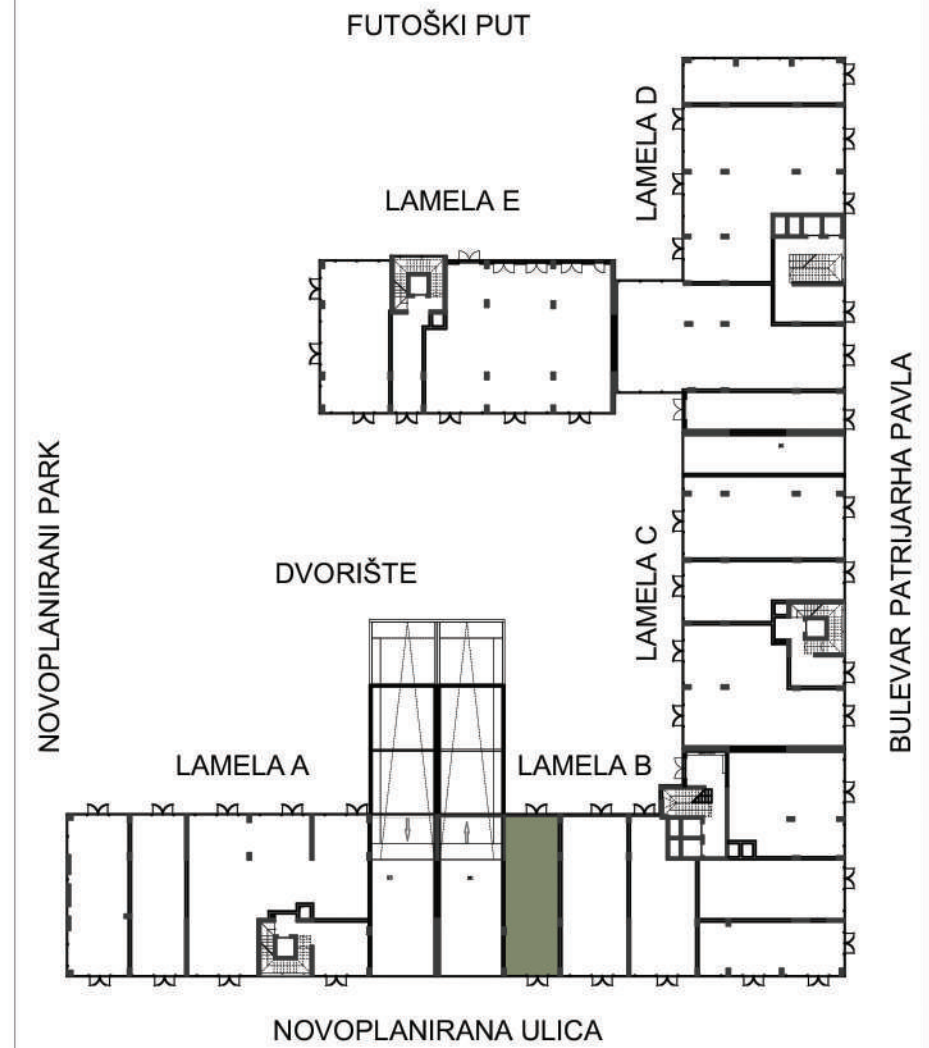 FUTOŠKI PUT
LAMELA D
LAMELA E
BULEVAR PATRIJARHA PAVLA
NOVOPLANIRANI PARK
LAMELA C
DVORIŠTE
LAMELA A
LAMELA B
NOVOPLANIRANA ULICA